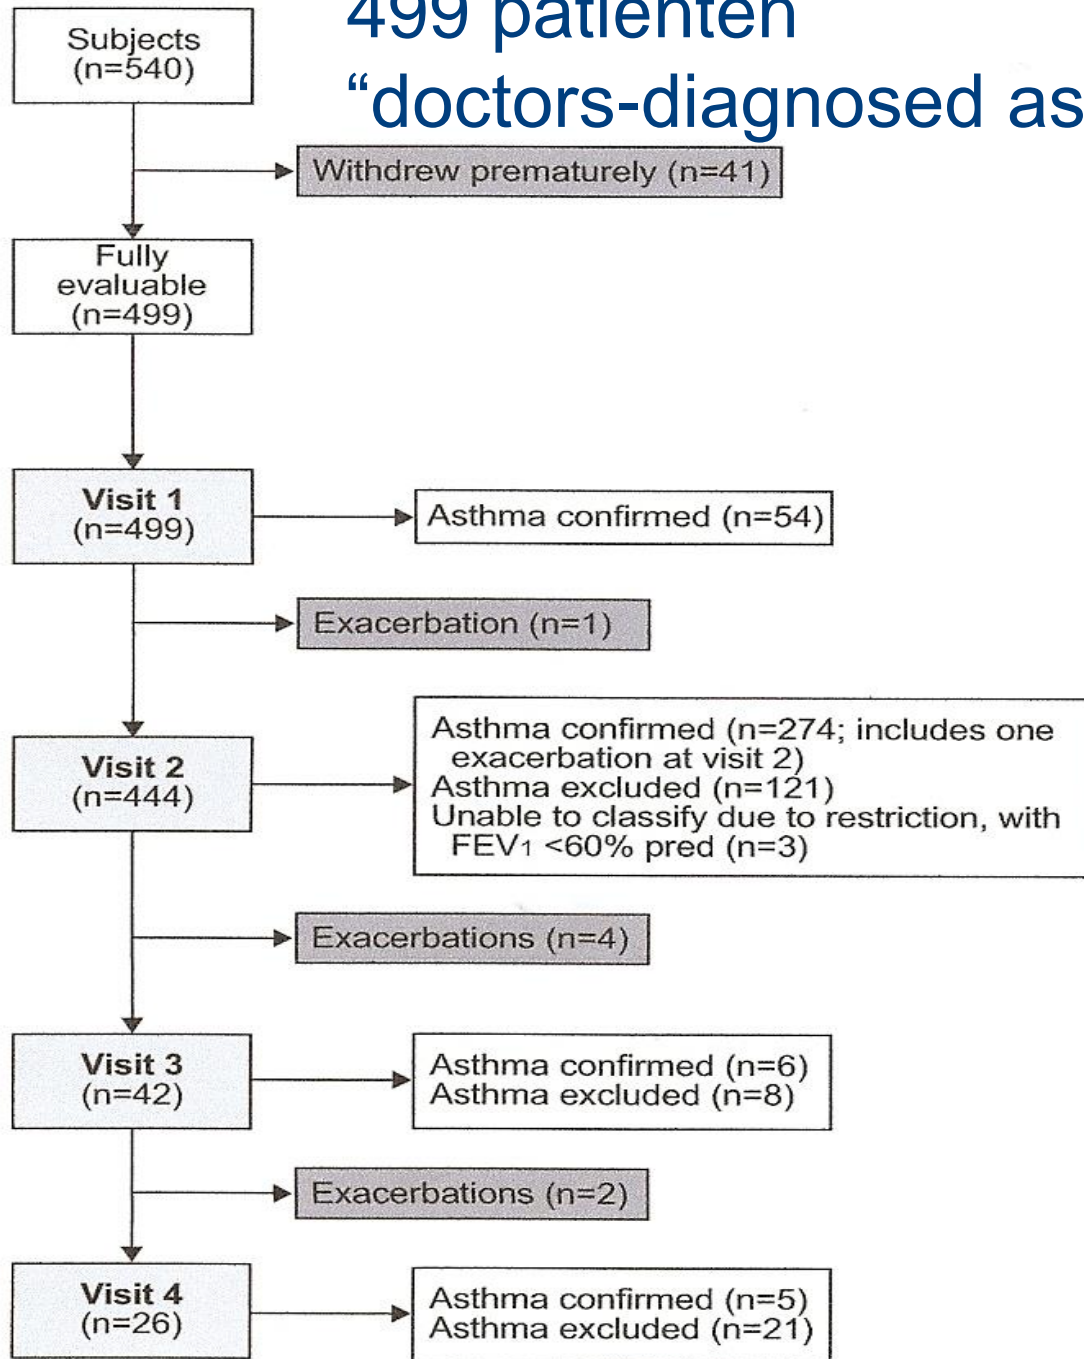 499 patienten
“doctors-diagnosed as
Subjects
(n=540)
Withdrew prematurely (n=41)
Fully
evaluable
(n=499)
Visit 1
(n=499)
Asthma confirmed (n=54)
Exacerbation (n=1)
Visit 2
(n=444)
Asthma confirmed (n=274; includes one
exacerbation at visit 2)
Asthma excluded (n=121)
Unable to classify due to restriction, with
FEV1 <60% pred (n=3)
Exacerbations (n=4)
Visit 3
(n=42)
Asthma confirmed (n=6)
Asthma excluded (n=8)
Exacerbations (n=2)
Visit 4
(n=26)
Asthma confirmed (n=5)
Asthma excluded (n=21)